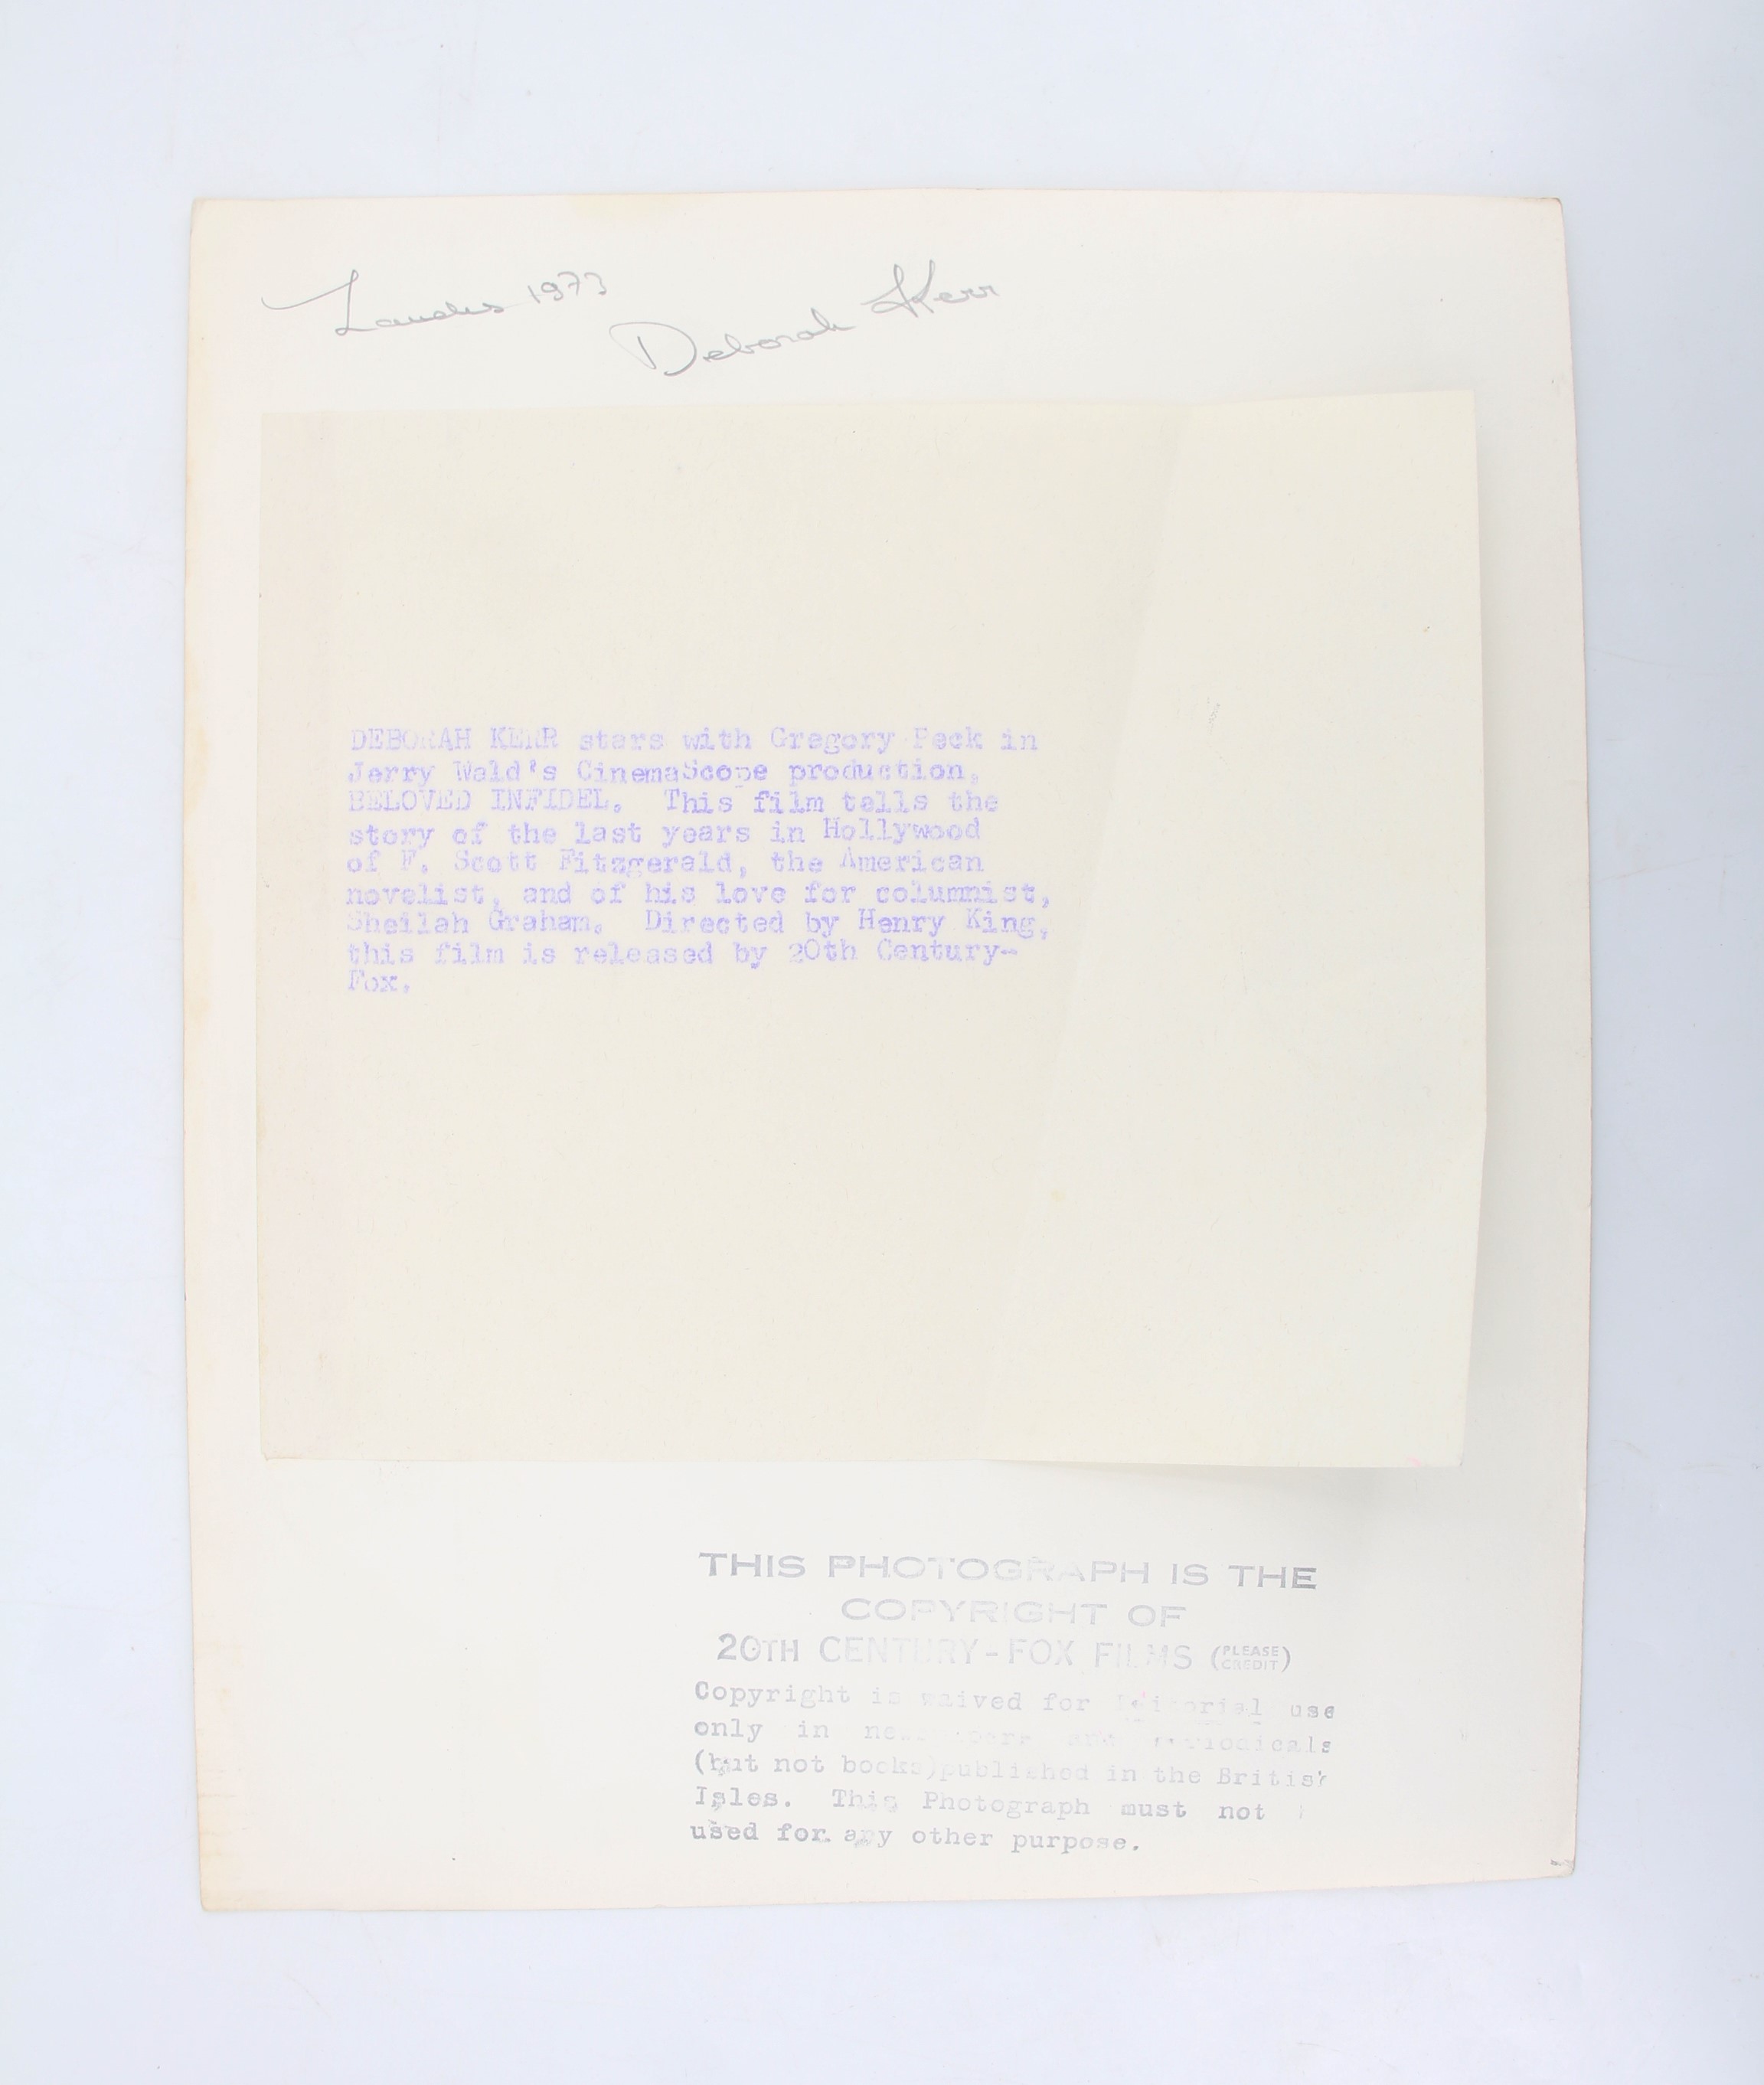 1973
Deborah Kerr
DEBORAH KERR stars with Gregory Peck in
Jerry Wald's CinemaScope production,
BELOVED INFIDEL. This film tells the
story of the last years in Hollywood
of F. Scott Fitzgerald, the American
novelist, and of his love for columnist,
Sheilah Graham. Directed by Henry King,
this film is released by 20th Century-
Fox.
THIS PHOTOGRAPH IS THE
COPYRIGHT OF
20TH CENTURY-FOX FILMS (PLEASE CREDIT)
Copyright is waived for Editorial use
only in newspapers and periodicals
(but not books)published in the British
Isles. This Photograph must not
used for any other purpose.